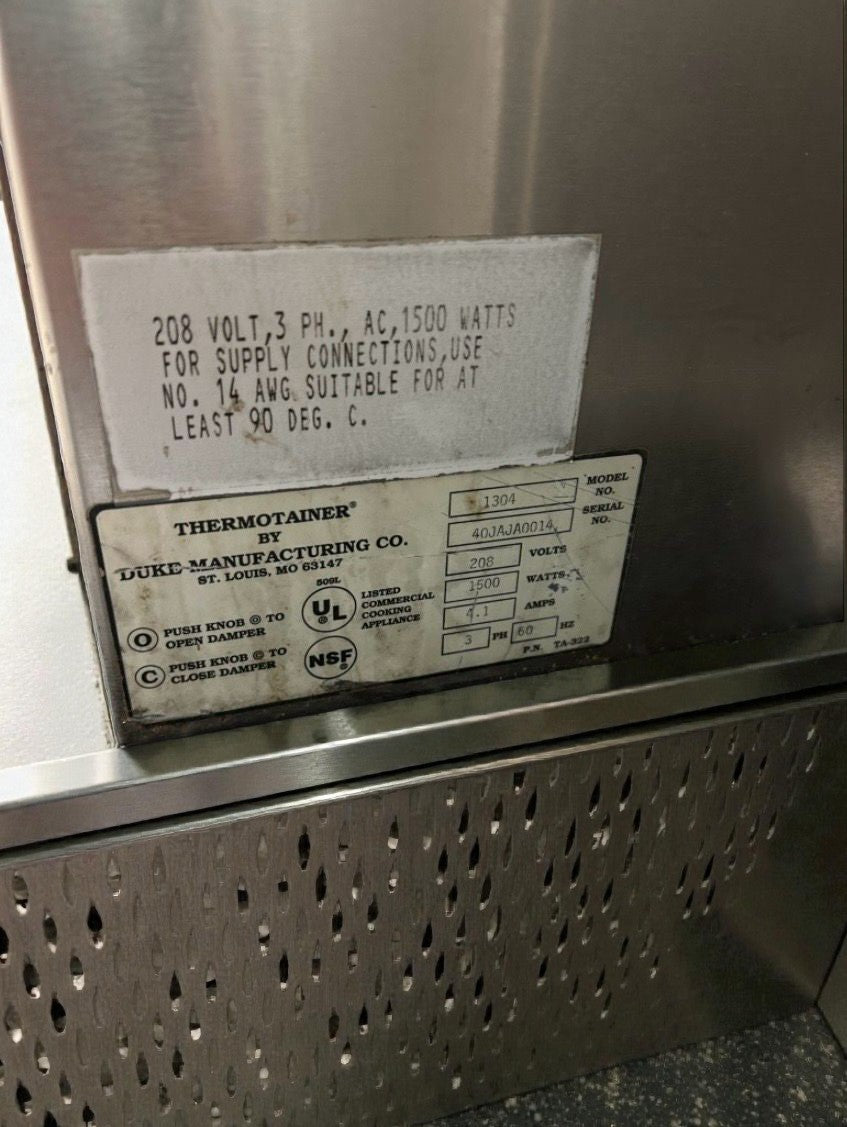 208 VOLT,3 PH., AC,1500 WATTS
FOR SUPPLY CONNECTIONS,USE
NO. 14 AWG SUITABLE FOR AT
LEAST 90 DEG. C.
THERMOTAINER®
BY
DUKE MANUFACTURING CO.
ST. LOUIS, MO 63147
O PUSH KNOB © TO
OPEN DAMPER
C PUSH KNOB © TO
CLOSE DAMPER
509L
UL®
LISTED
COMMERCIAL
COOKING
APPLIANCE
NSF®
1304 MODEL NO.
40JAJA0014 SERIAL NO.
208 VOLTS
1500 WATTS
4.1 AMPS
3 PH 60 HZ
P.N. TA-322